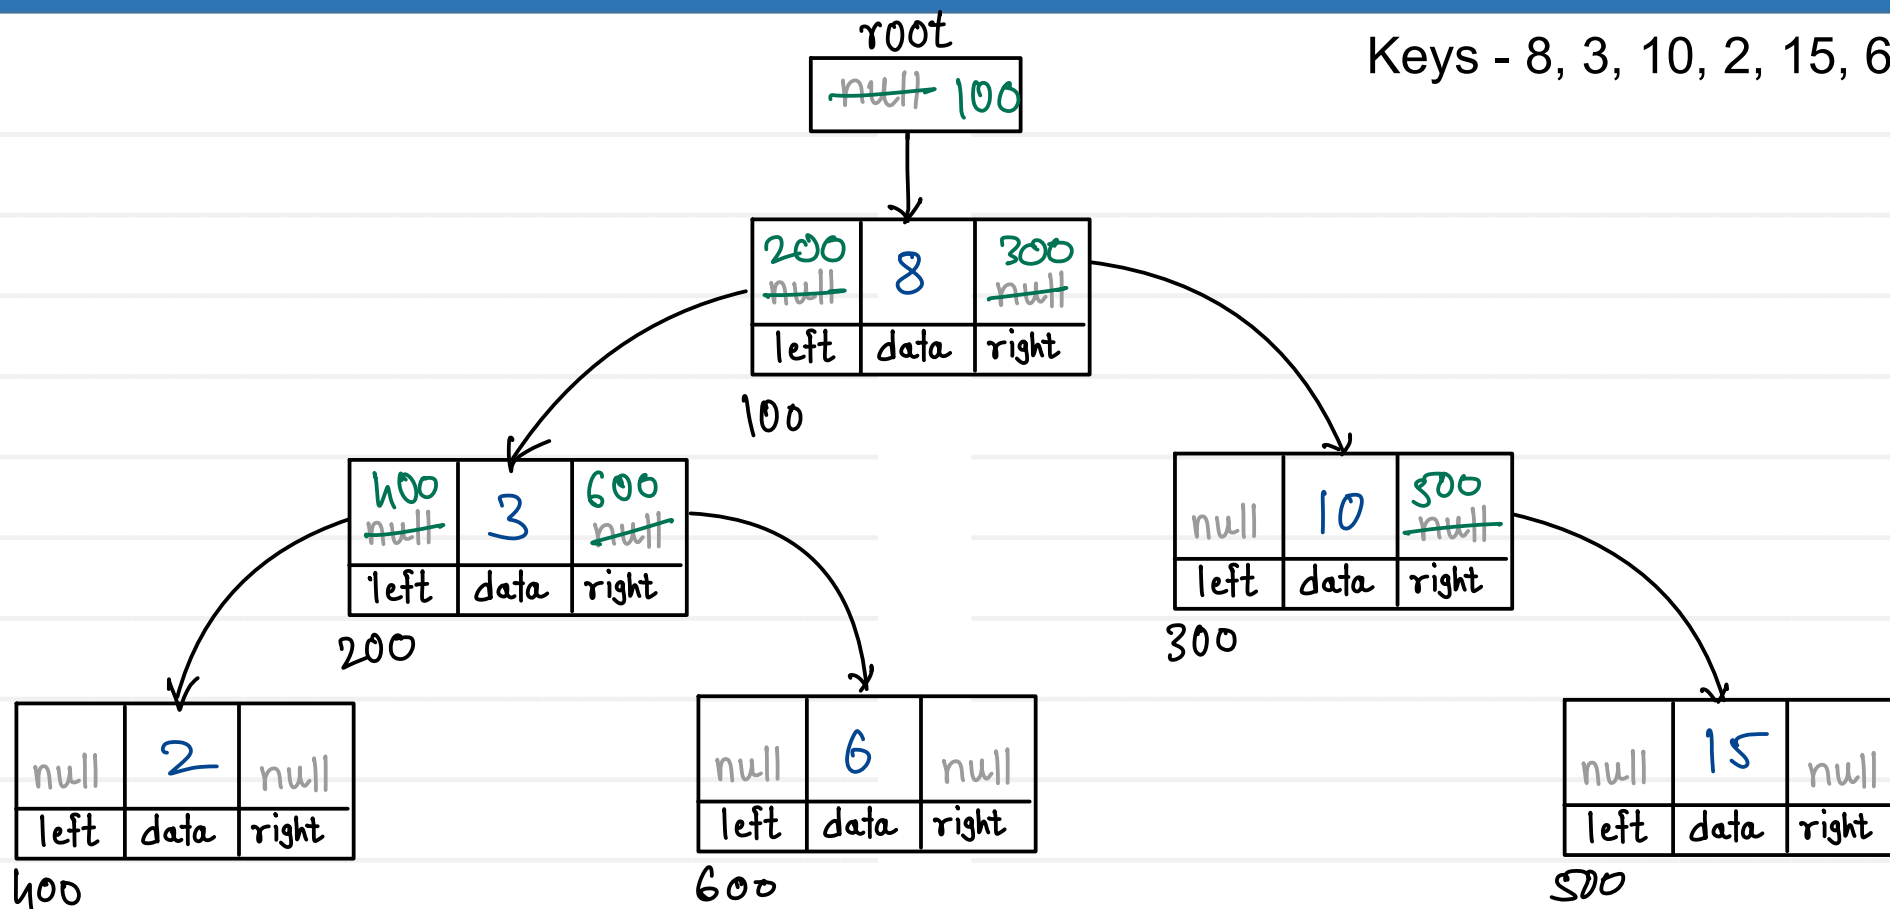 root
Keys - 8, 3, 10, 2, 15, 6
null 100
200 8 300
null null
left data right
100
400 3 600
null null
left data right
200
null 10 500
null
left data right
300
null 2 null
left data right
400
null 6 null
left data right
600
null 15 null
left data right
500